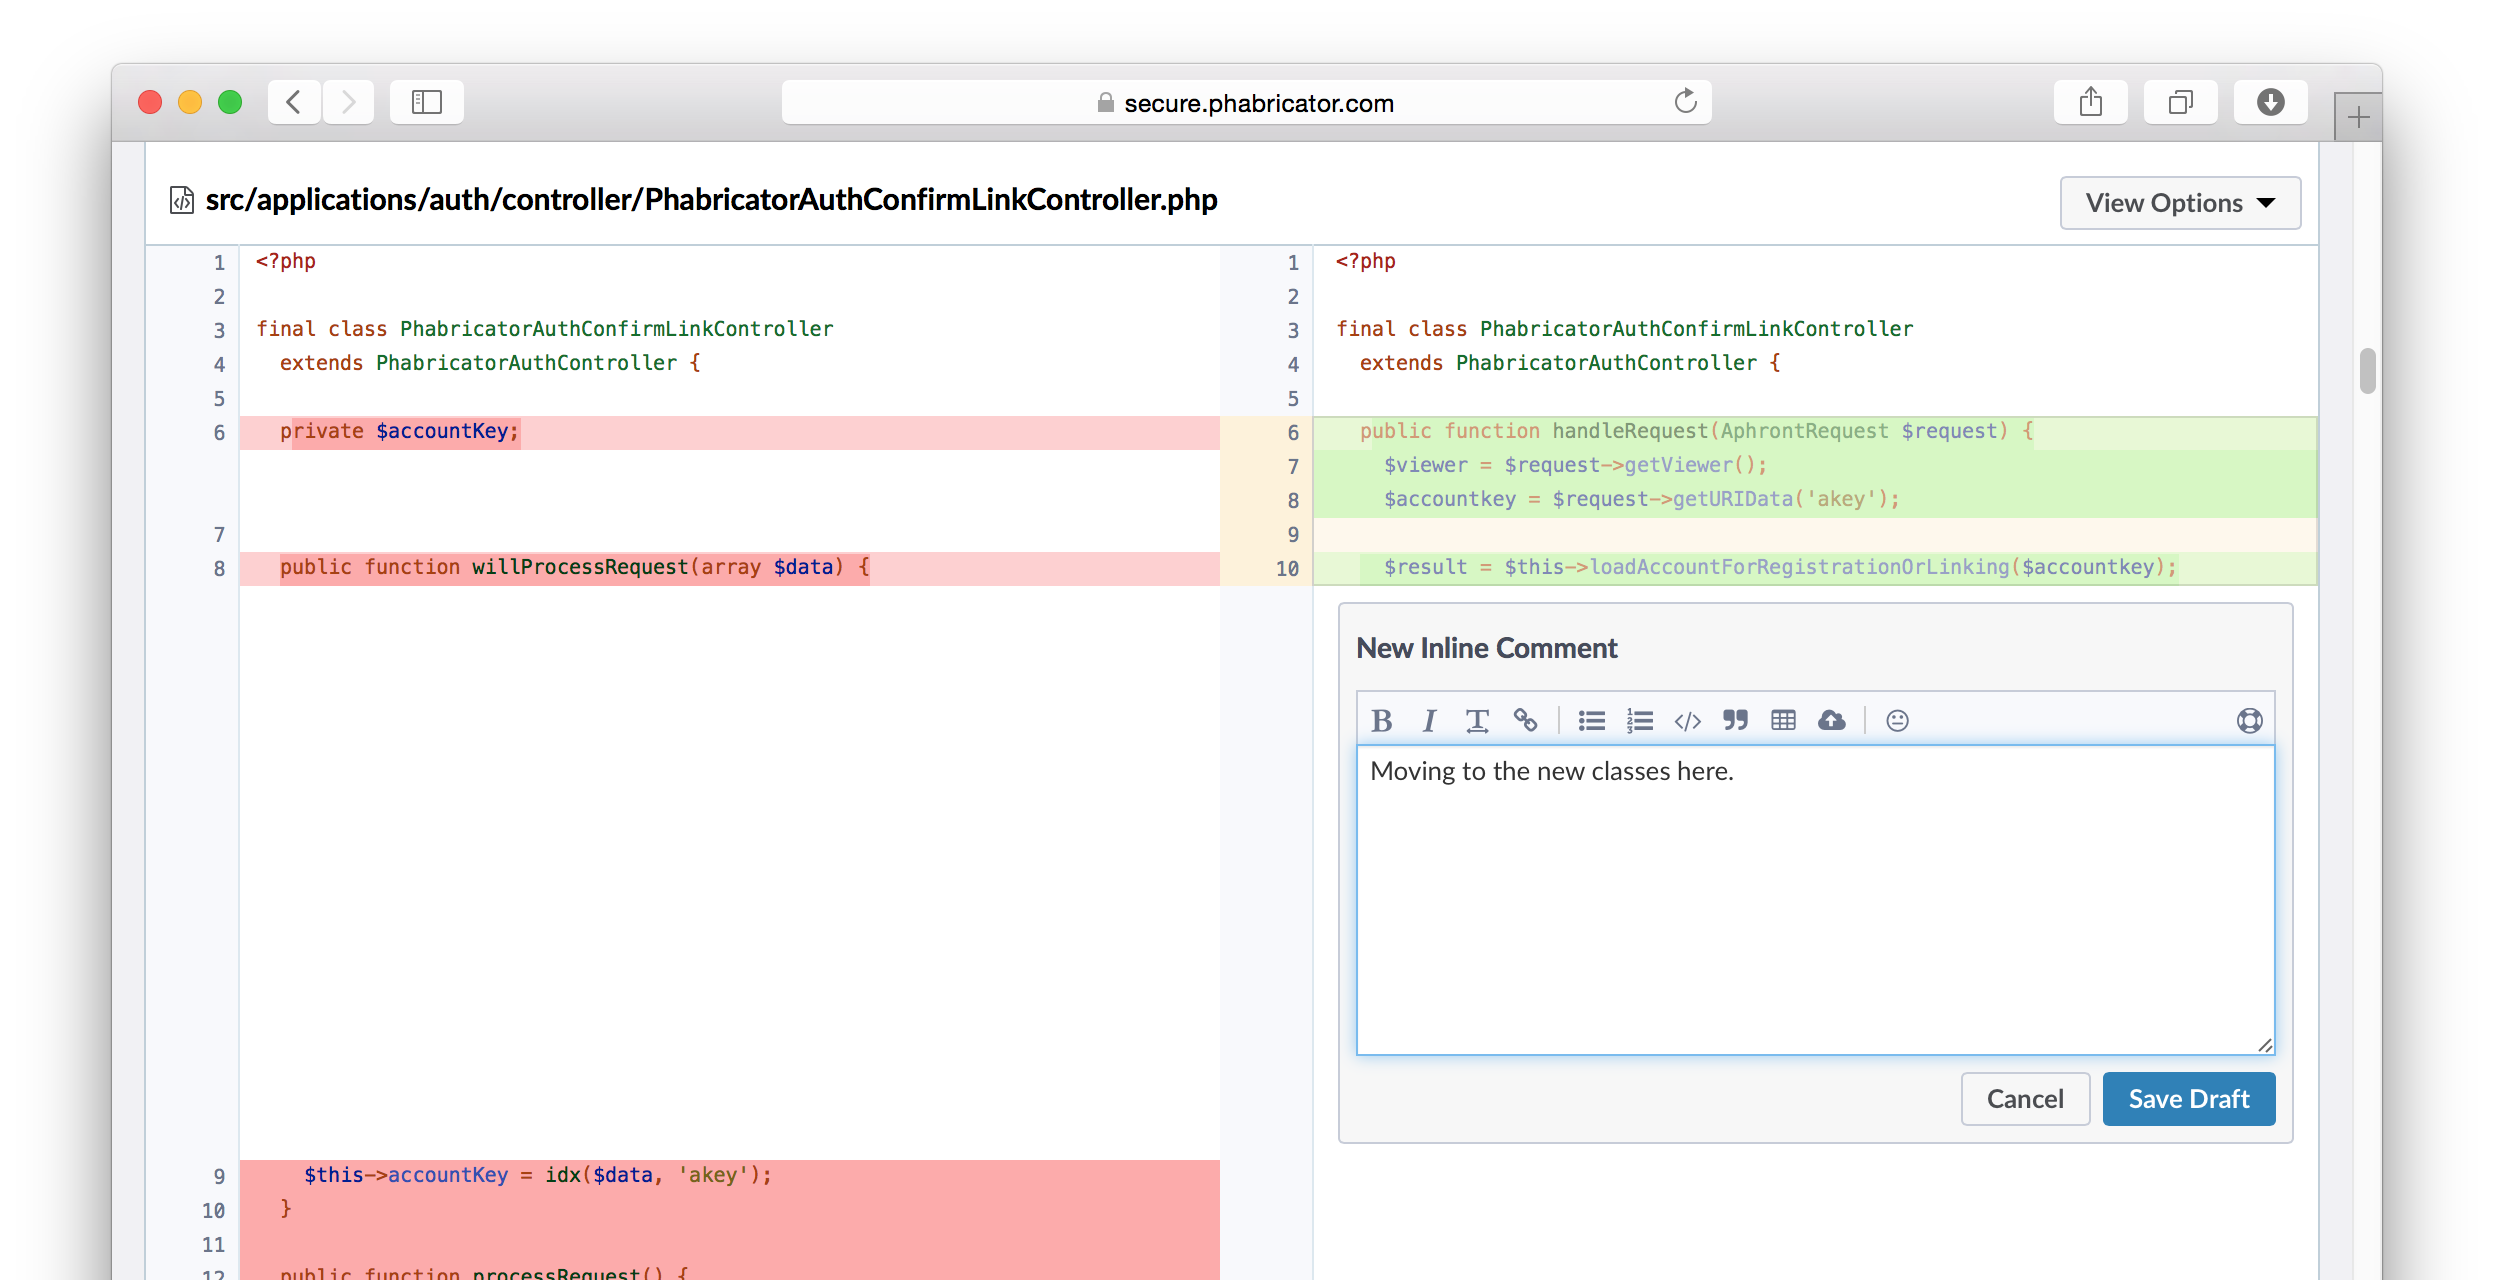 secure.phabricator.com
src/applications/auth/controller/PhabricatorAuthConfirmLinkController.php
View Options
1 <?php
2
3 final class PhabricatorAuthConfirmLinkController
4 extends PhabricatorAuthController {
5
6 private $accountKey;
7
8 public function willProcessRequest(array $data) {
9 $this->accountKey = idx($data, 'akey');
10 }
11
12 public function processRequest() {
1 <?php
2
3 final class PhabricatorAuthConfirmLinkController
4 extends PhabricatorAuthController {
5
6 public function handleRequest(AphrontRequest $request) {
7 $viewer = $request->getViewer();
8 $accountkey = $request->getURIData('akey');
9
10 $result = $this->loadAccountForRegistrationOrLinking($accountkey);
New Inline Comment
Moving to the new classes here.
Cancel
Save Draft